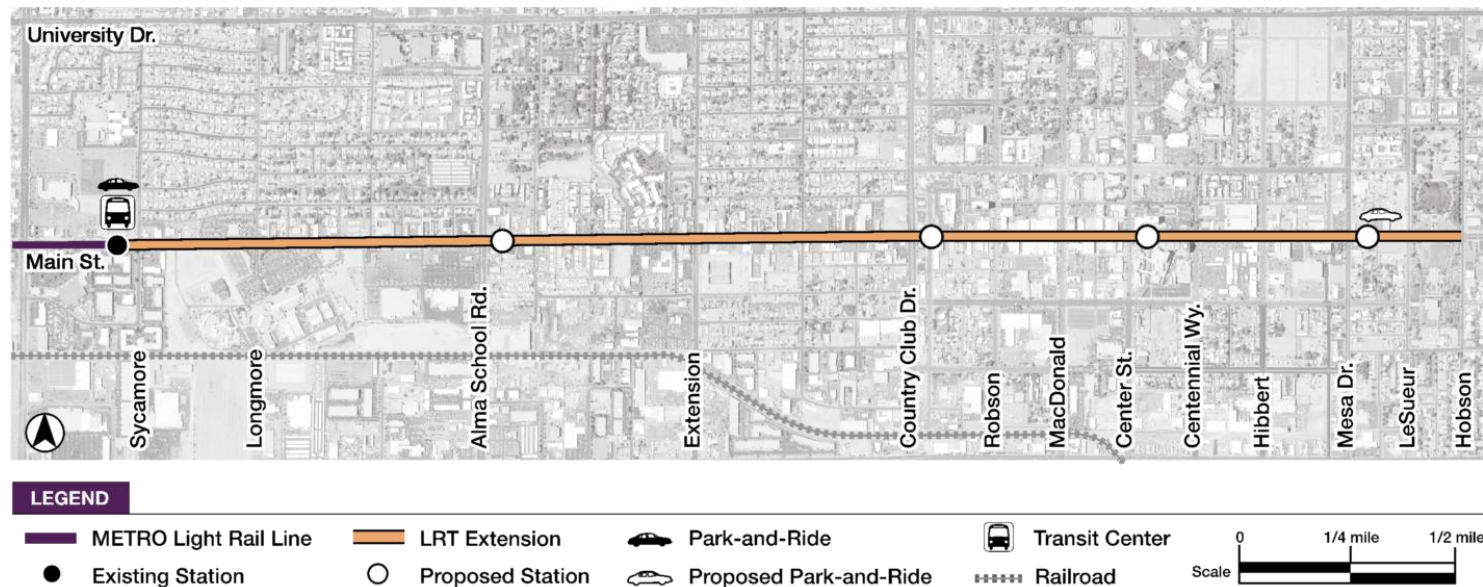 University Dr.
Main St.
Sycamore
Longmore
Alma School Rd.
Extension
Country Club Dr.
Robson
MacDonald
Center St.
Centennial Wy.
Hibbert
Mesa Dr.
LeSueur
Hobson
LEGEND
METRO Light Rail Line
LRT Extension
Park-and-Ride
Transit Center
Existing Station
Proposed Station
Proposed Park-and-Ride
Railroad
0 1/4 mile 1/2 mile
Scale